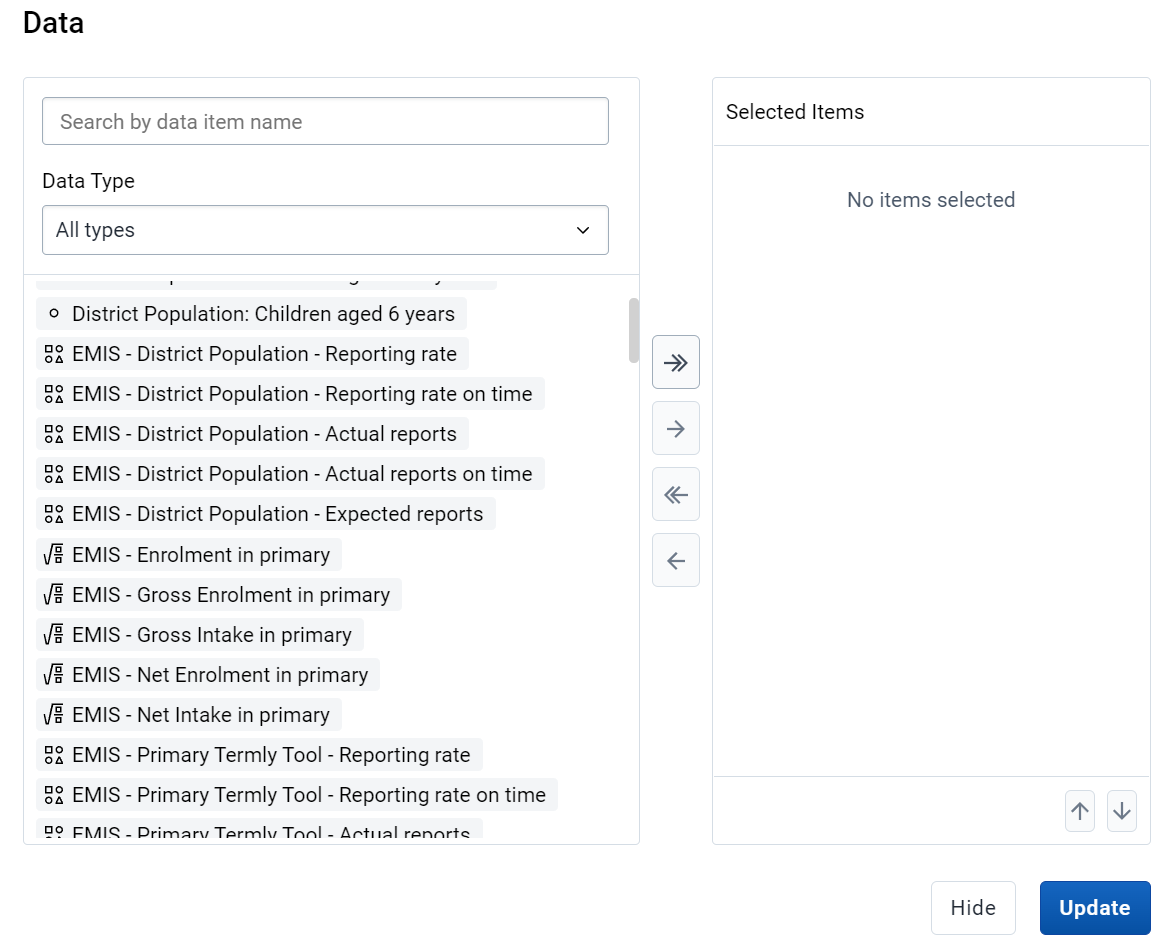 Data
Search by data item name
Data Type
All types
District Population: Children aged 6 years
EMIS - District Population - Reporting rate
EMIS - District Population - Reporting rate on time
EMIS - District Population - Actual reports
EMIS - District Population - Actual reports on time
EMIS - District Population - Expected reports
EMIS - Enrolment in primary
EMIS - Gross Enrolment in primary
EMIS - Gross Intake in primary
EMIS - Net Enrolment in primary
EMIS - Net Intake in primary
EMIS - Primary Termly Tool - Reporting rate
EMIS - Primary Termly Tool - Reporting rate on time
EMIS - Primary Termly Tool - Actual reports
Selected Items
No items selected
Hide
Update